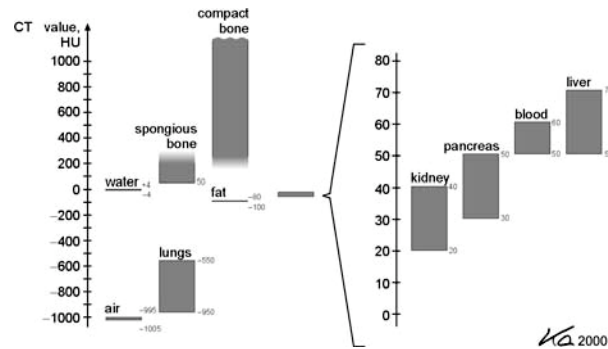 CT value,
HU
compact
bone
1000
800
600
400
200
0
−200
−400
−600
−800
−1000
spongious
bone
50
water
+4
−4
fat
−80
−100
lungs
−550
−950
air
−995
−1005
80
70
60
50
40
30
20
10
0
liver
blood
60
50
pancreas
50
30
kidney
40
20
2000